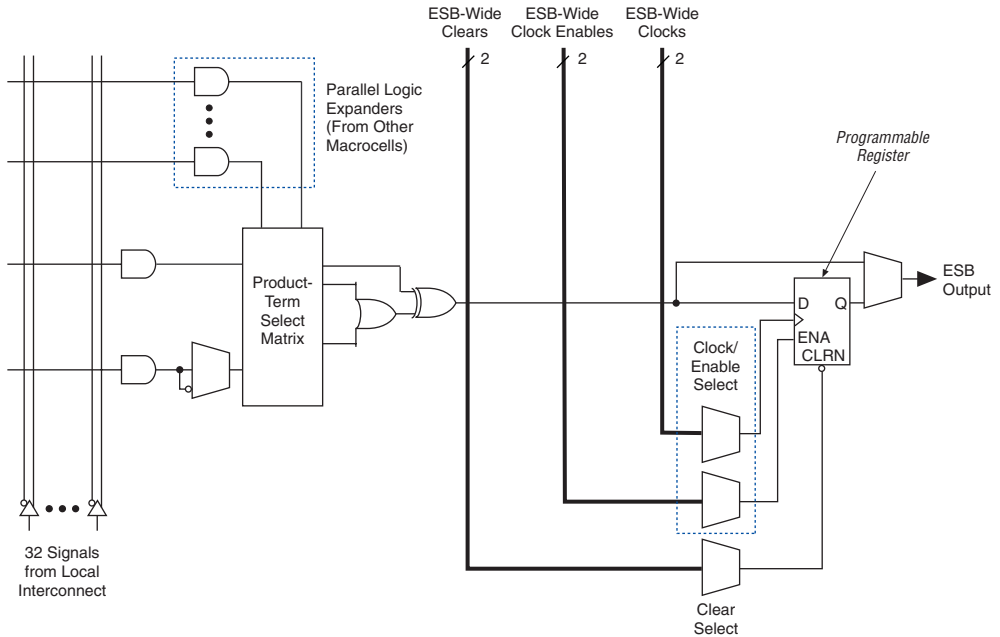 ESB-Wide
Clears
ESB-Wide
Clock Enables
ESB-Wide
Clocks
2
2
2
Parallel Logic
Expanders
(From Other
Macrocells)
Programmable
Register
Product-
Term
Select
Matrix
D
Q
ENA
CLRN
ESB
Output
Clock/
Enable
Select
32 Signals
from Local
Interconnect
Clear
Select